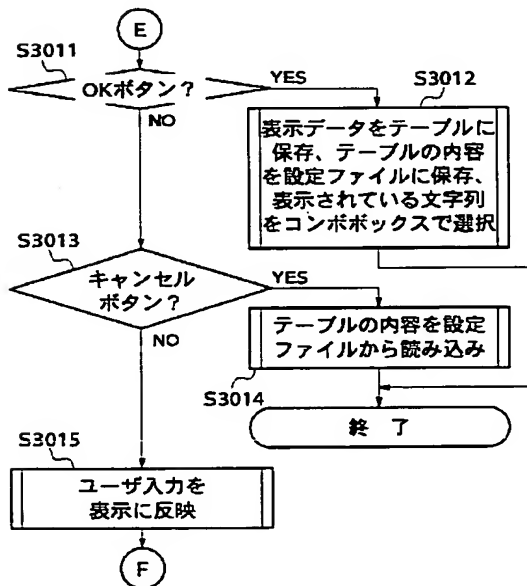 E
S3011
OKボタン？
YES
NO
S3012
表示データをテーブルに
保存、テーブルの内容
を設定ファイルに保存、
表示されている文字列
をコンボボックスで選択
S3013
キャンセル
ボタン？
YES
NO
テーブルの内容を設定
ファイルから読み込み
S3014
終 了
S3015
ユーザ入力を
表示に反映
F